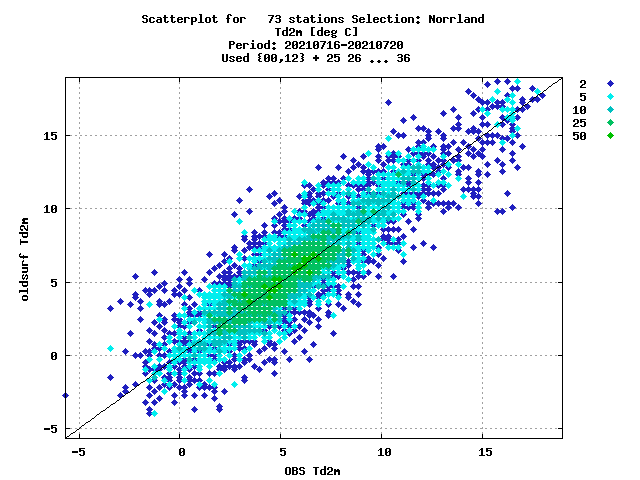 Scatterplot for   73 stations Selection: Norrland
Td2m [deg C]
Period: 20210716-20210720
Used {00,12} + 25 26 ... 36
2
5
10
25
50
15
10
5
0
-5
oldsurf Td2m
-5 0 5 10 15
OBS Td2m